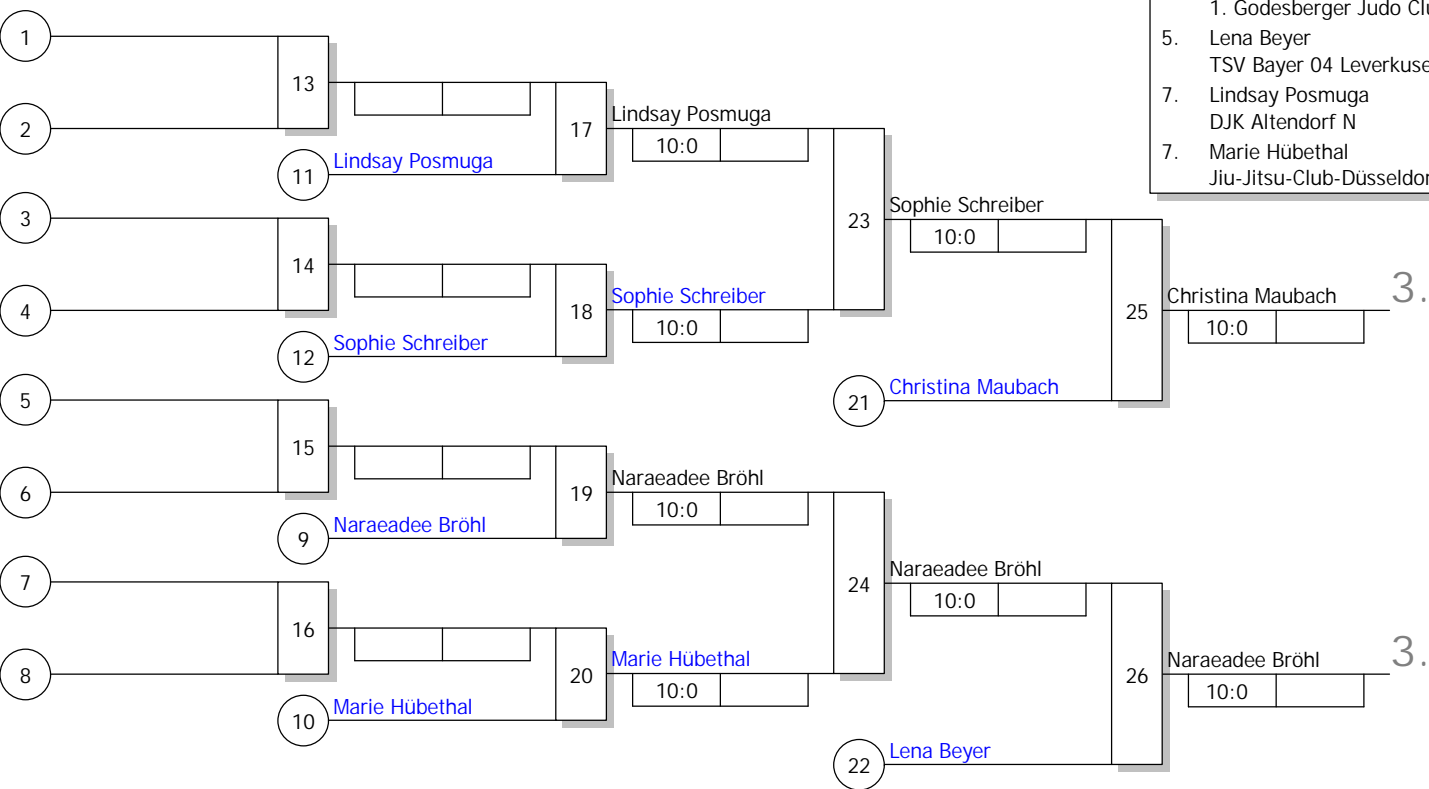 1. Godesberger Judo Clu
5. Lena Beyer
TSV Bayer 04 Leverkuse
7. Lindsay Posmuga
DJK Altendorf N
7. Marie Hübethal
Jiu-Jitsu-Club-Düsseldor
1
13
2
17
Lindsay Posmuga
10:0
11
Lindsay Posmuga
3
14
4
18
Sophie Schreiber
10:0
12
Sophie Schreiber
23
Sophie Schreiber
10:0
21
Christina Maubach
25
Christina Maubach
10:0
3.
5
15
6
19
Naraeadee Bröhl
10:0
9
Naraeadee Bröhl
7
16
8
20
Marie Hübethal
10:0
10
Marie Hübethal
24
Naraeadee Bröhl
10:0
22
Lena Beyer
26
Naraeadee Bröhl
10:0
3.